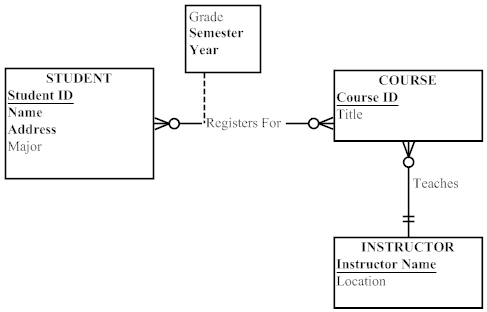 Grade
Semester
Year
STUDENT
Student ID
Name
Address
Major
Registers For
COURSE
Course ID
Title
Teaches
INSTRUCTOR
Instructor Name
Location